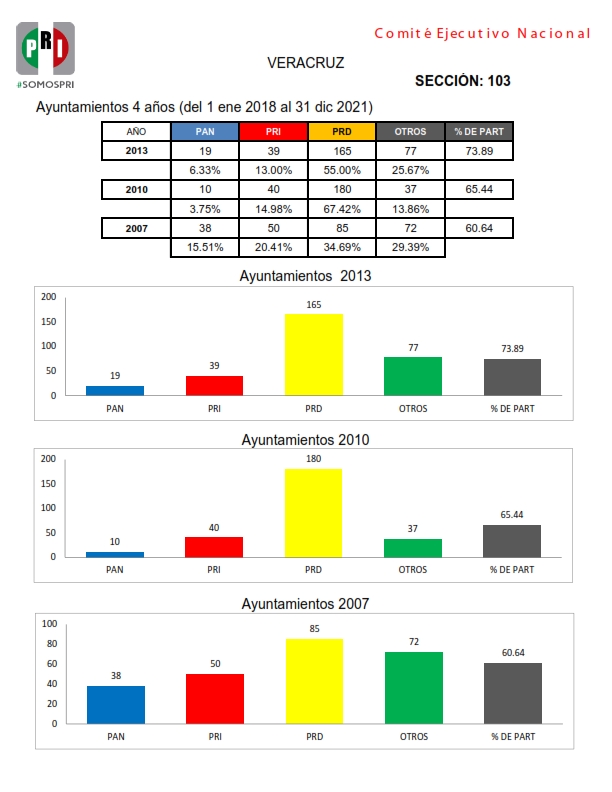 Comité Ejecutivo Nacional
PRI
#SOMOSPRI
VERACRUZ
SECCIÓN: 103
Ayuntamientos 4 años (del 1 ene 2018 al 31 dic 2021)
AÑO PAN PRI PRD OTROS % DE PART
2013 19 39 165 77 73.89
6.33% 13.00% 55.00% 25.67%
2010 10 40 180 37 65.44
3.75% 14.98% 67.42% 13.86%
2007 38 50 85 72 60.64
15.51% 20.41% 34.69% 29.39%
Ayuntamientos 2013
200
150
100
50
0
19 39 165 77 73.89
PAN PRI PRD OTROS % DE PART
Ayuntamientos 2010
200
150
100
50
0
10 40 180 37 65.44
PAN PRI PRD OTROS % DE PART
Ayuntamientos 2007
100
80
60
40
20
0
38 50 85 72 60.64
PAN PRI PRD OTROS % DE PART